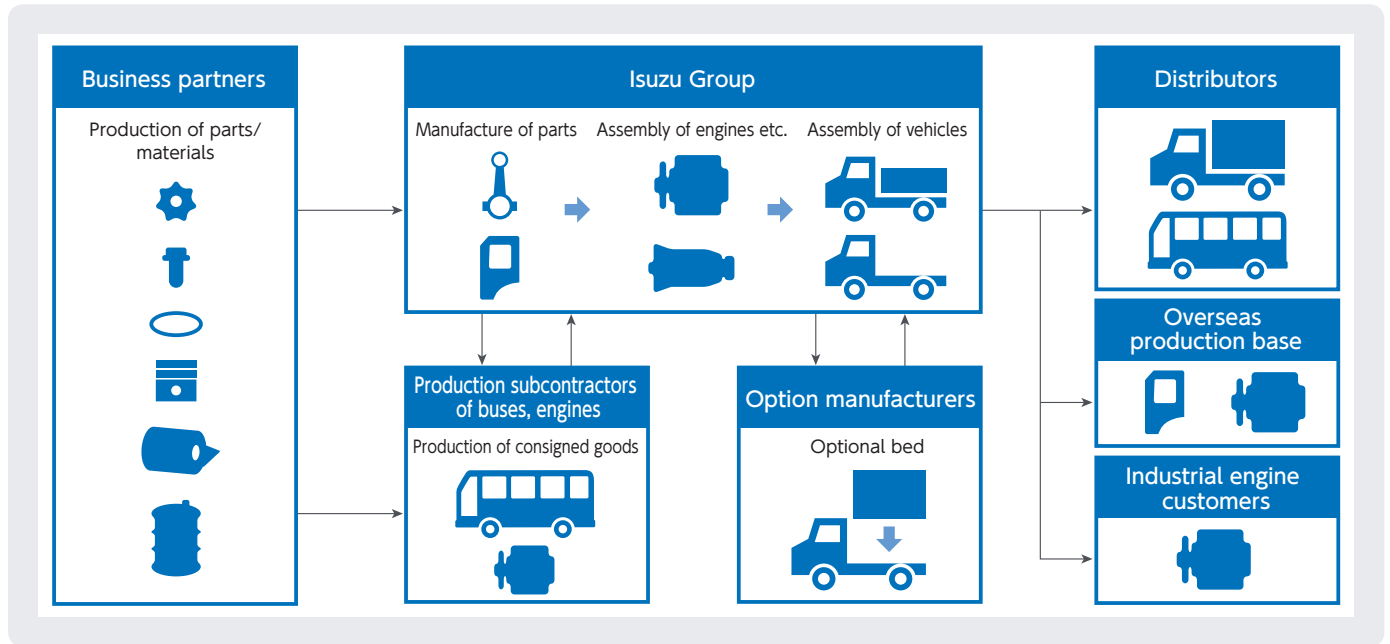 Business partners
Production of parts/
materials
Isuzu Group
Manufacture of parts
Assembly of engines etc.
Assembly of vehicles
Production subcontractors
of buses, engines
Production of consigned goods
Option manufacturers
Optional bed
Distributors
Overseas
production base
Industrial engine
customers